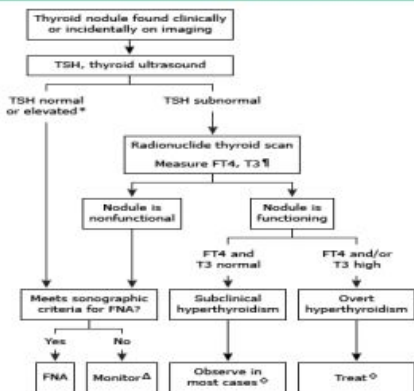 Thyroid nodule found clinically
or incidentally on imaging
TSH, thyroid ultrasound
TSH normal
or elevated*
TSH subnormal
Radionuclide thyroid scan
Measure FT4, T3¶
Nodule is
nonfunctional
Nodule is
functioning
FT4 and
T3 normal
FT4 and/or
T3 high
Meets sonographic
criteria for FNA?
Subclinical
hyperthyroidism
Overt
hyperthyroidism
Yes
No
FNA
MonitorΔ
Observe in
most cases◇
Treat◇